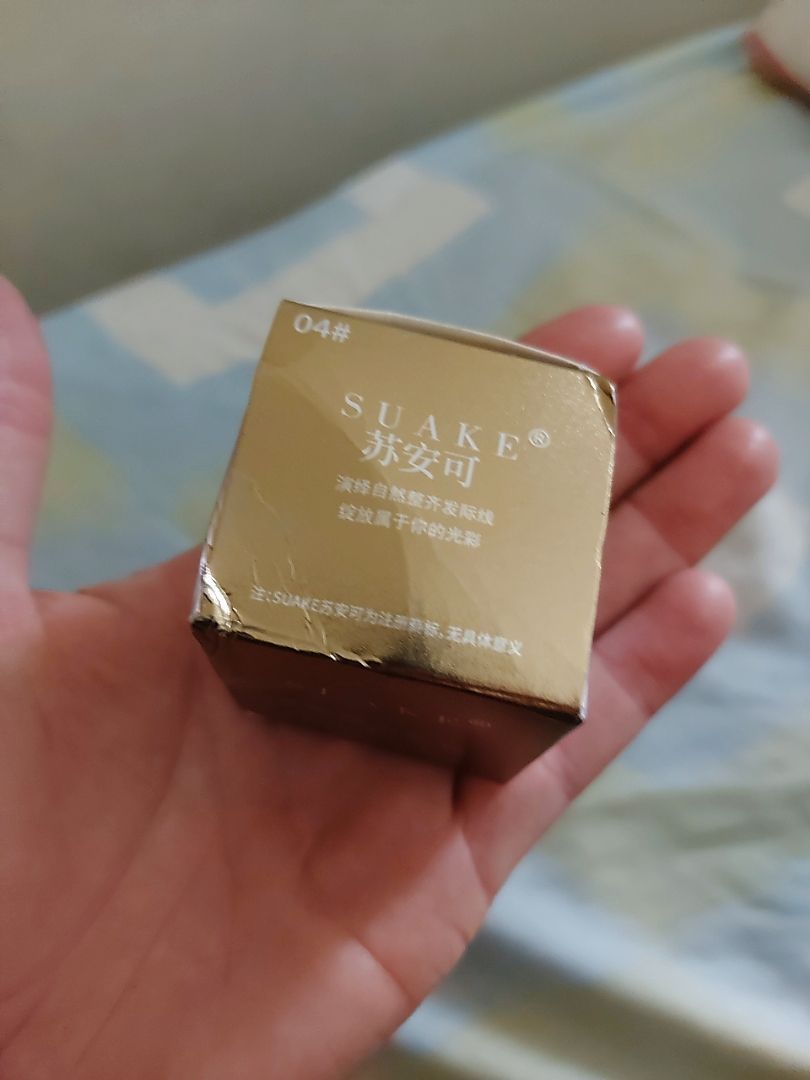 04#
SUAKE®
苏安可
演绎自然整齐发际线
绽放属于你的光彩
注:SUAKE苏安可为注册商标,无具体意义